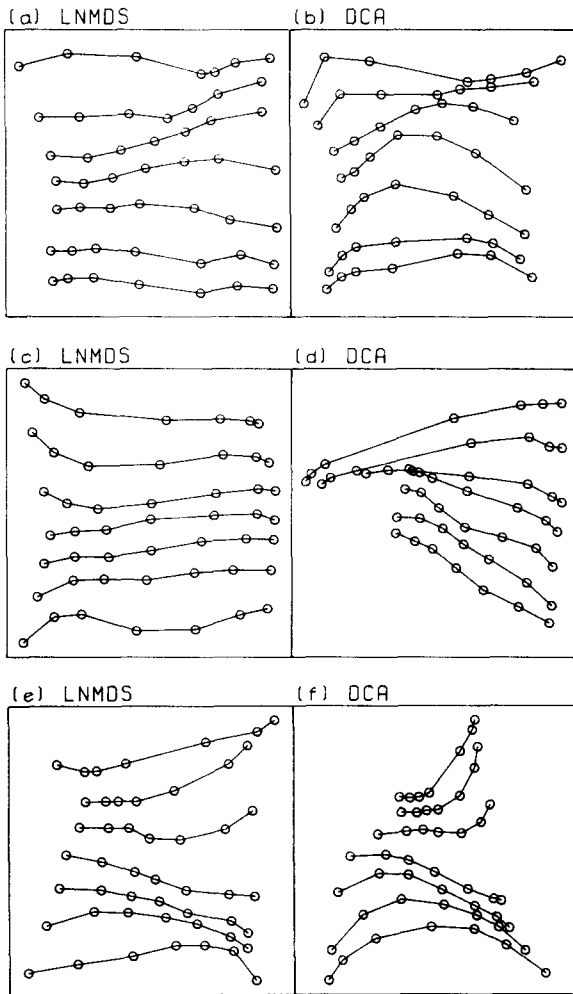 (a) LNMDS
(b) DCA
(c) LNMDS
(d) DCA
(e) LNMDS
(f) DCA